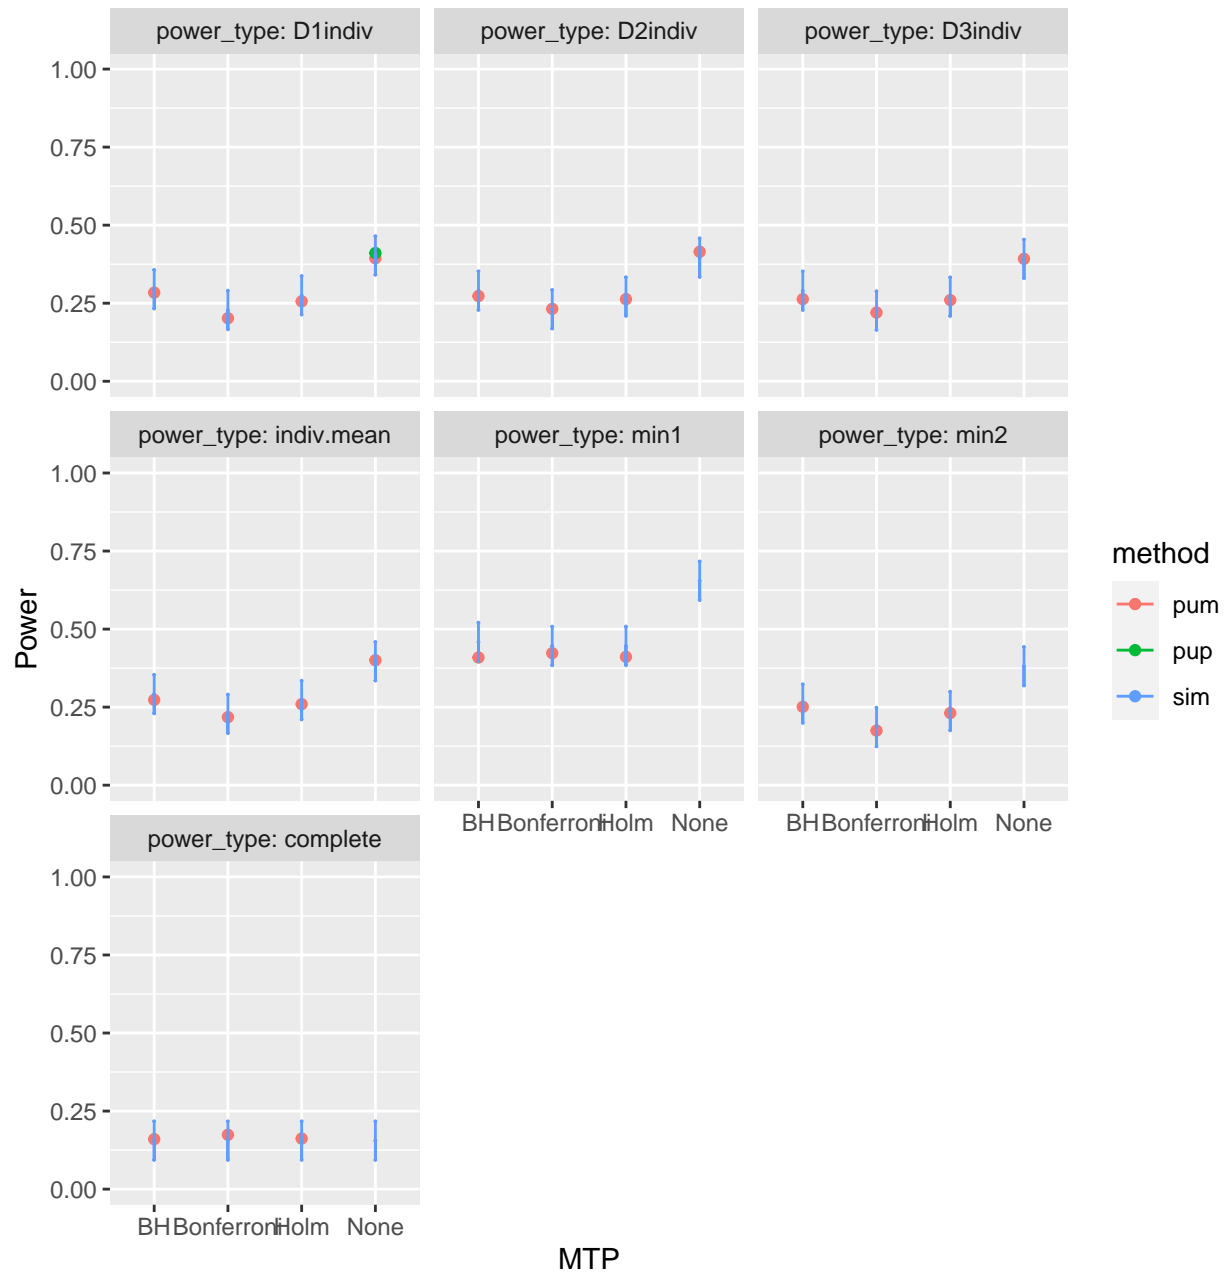 power_type: D1indiv power_type: D2indiv power_type: D3indiv
1.00
0.75
0.50
0.25
0.00
power_type: indiv.mean power_type: min1 power_type: min2
1.00
0.75
0.50
0.25
0.00
BH Bonferroni Holm None BH Bonferroni Holm None
power_type: complete
1.00
0.75
0.50
0.25
0.00
BH Bonferroni Holm None
MTP
Power
method
pum
pup
sim